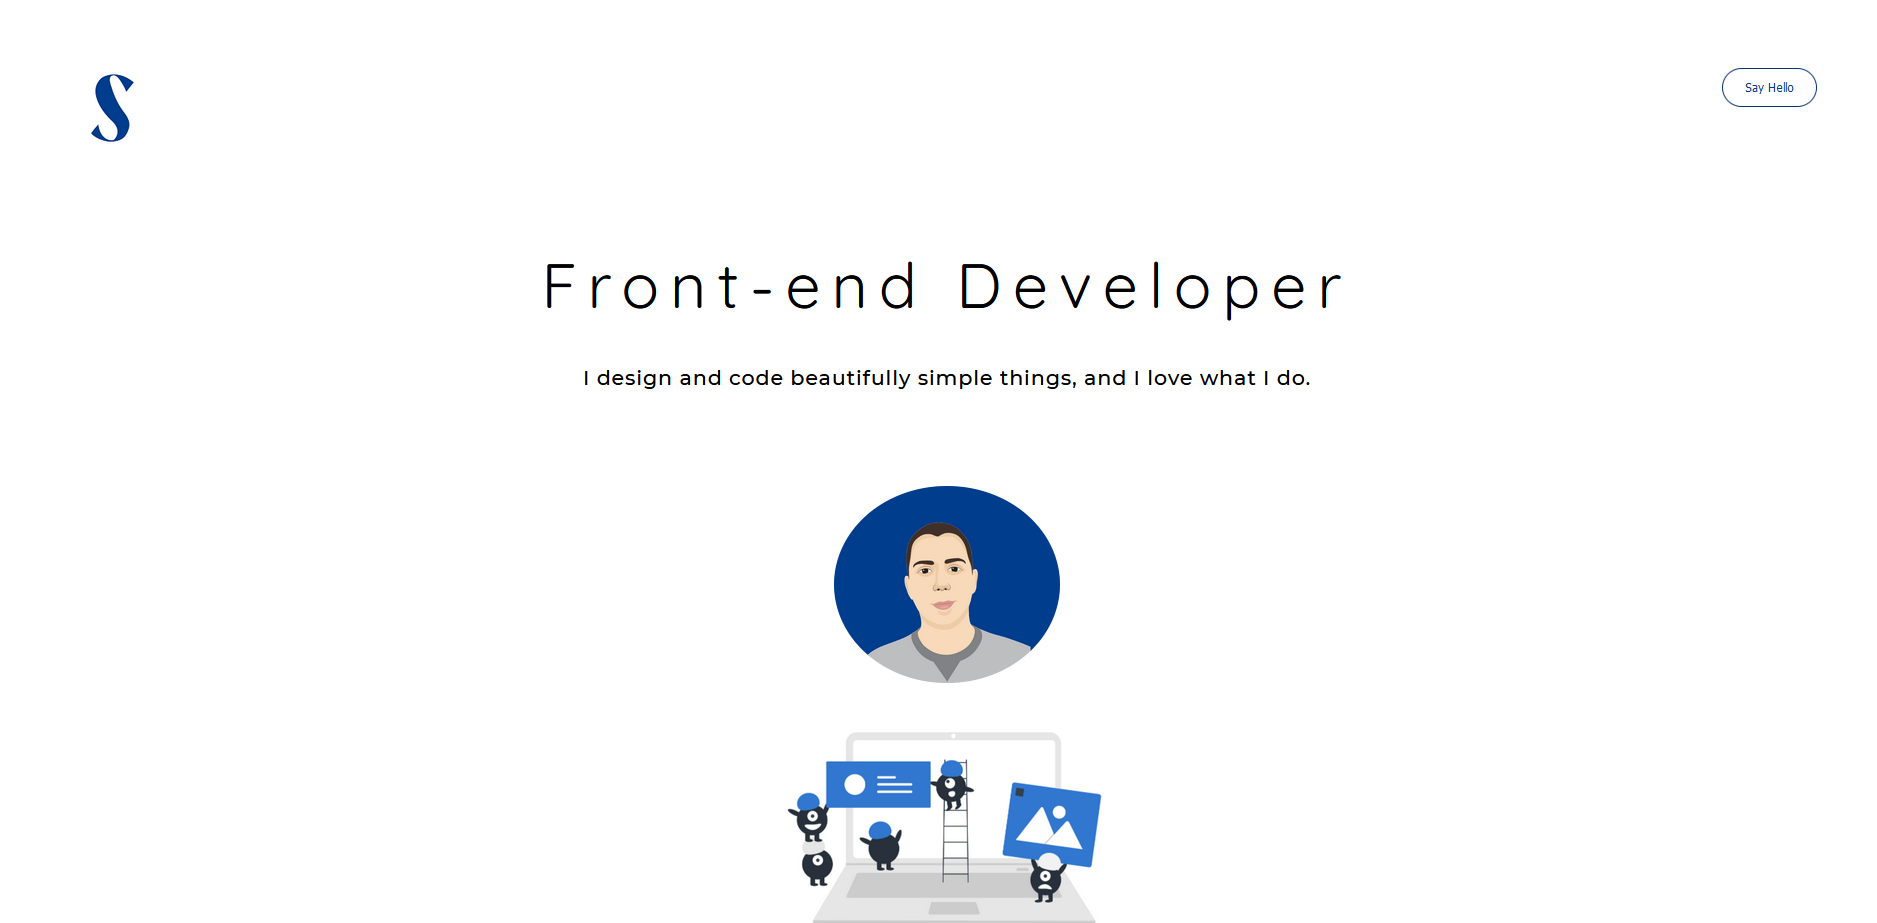 S
Say Hello
Front-end Developer
I design and code beautifully simple things, and I love what I do.